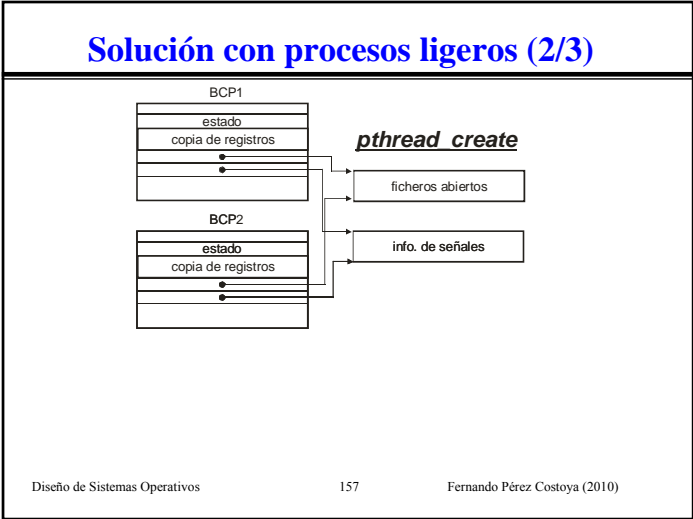 Solución con procesos ligeros (2/3)
BCP1
estado
copia de registros
pthread_create
ficheros abiertos
BCP2
estado
copia de registros
info. de señales
Diseño de Sistemas Operativos 157 Fernando Pérez Costoya (2010)